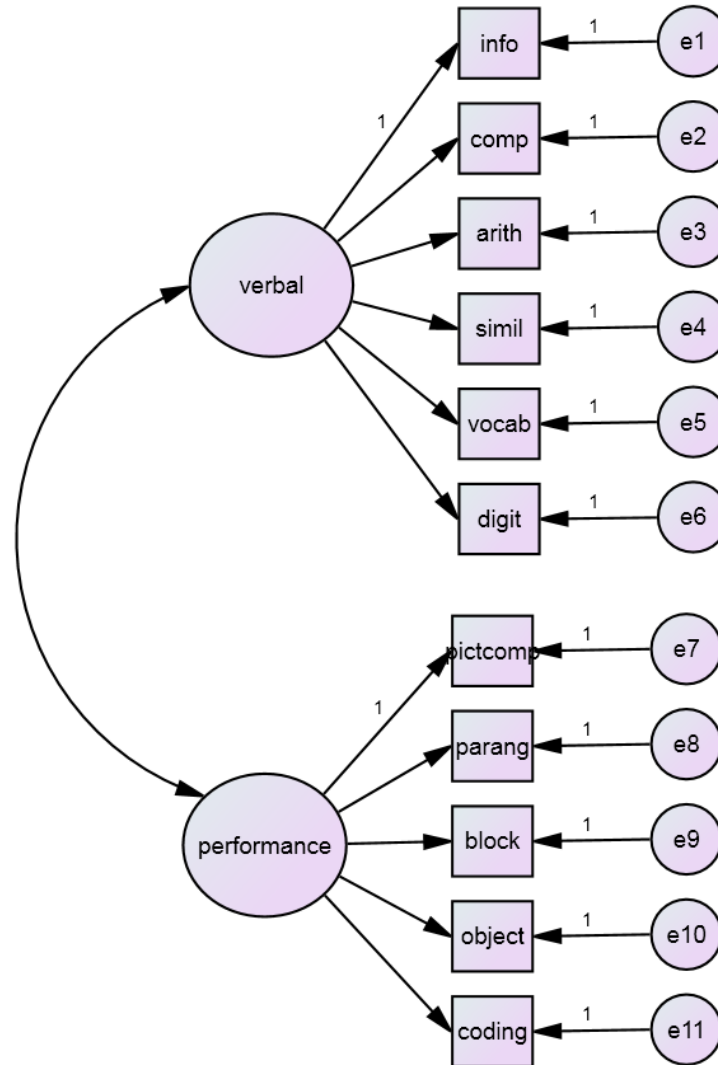 info
1
e1
1
comp
1
e2
arith
1
e3
verbal
simil
1
e4
vocab
1
e5
digit
1
e6
pictcomp
1
e7
1
parang
1
e8
performance
block
1
e9
object
1
e10
coding
1
e11